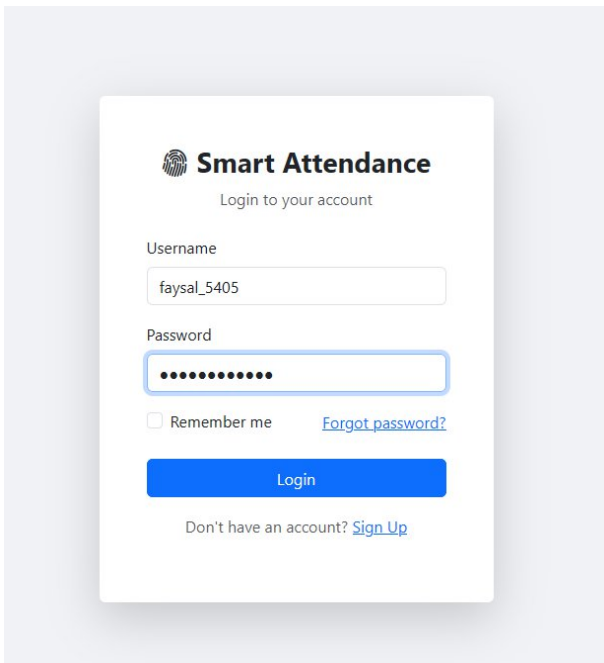 Smart Attendance
Login to your account
Username
faysal_5405
Password
●●●●●●●●●●●●
Remember me Forgot password?
Login
Don't have an account? Sign Up